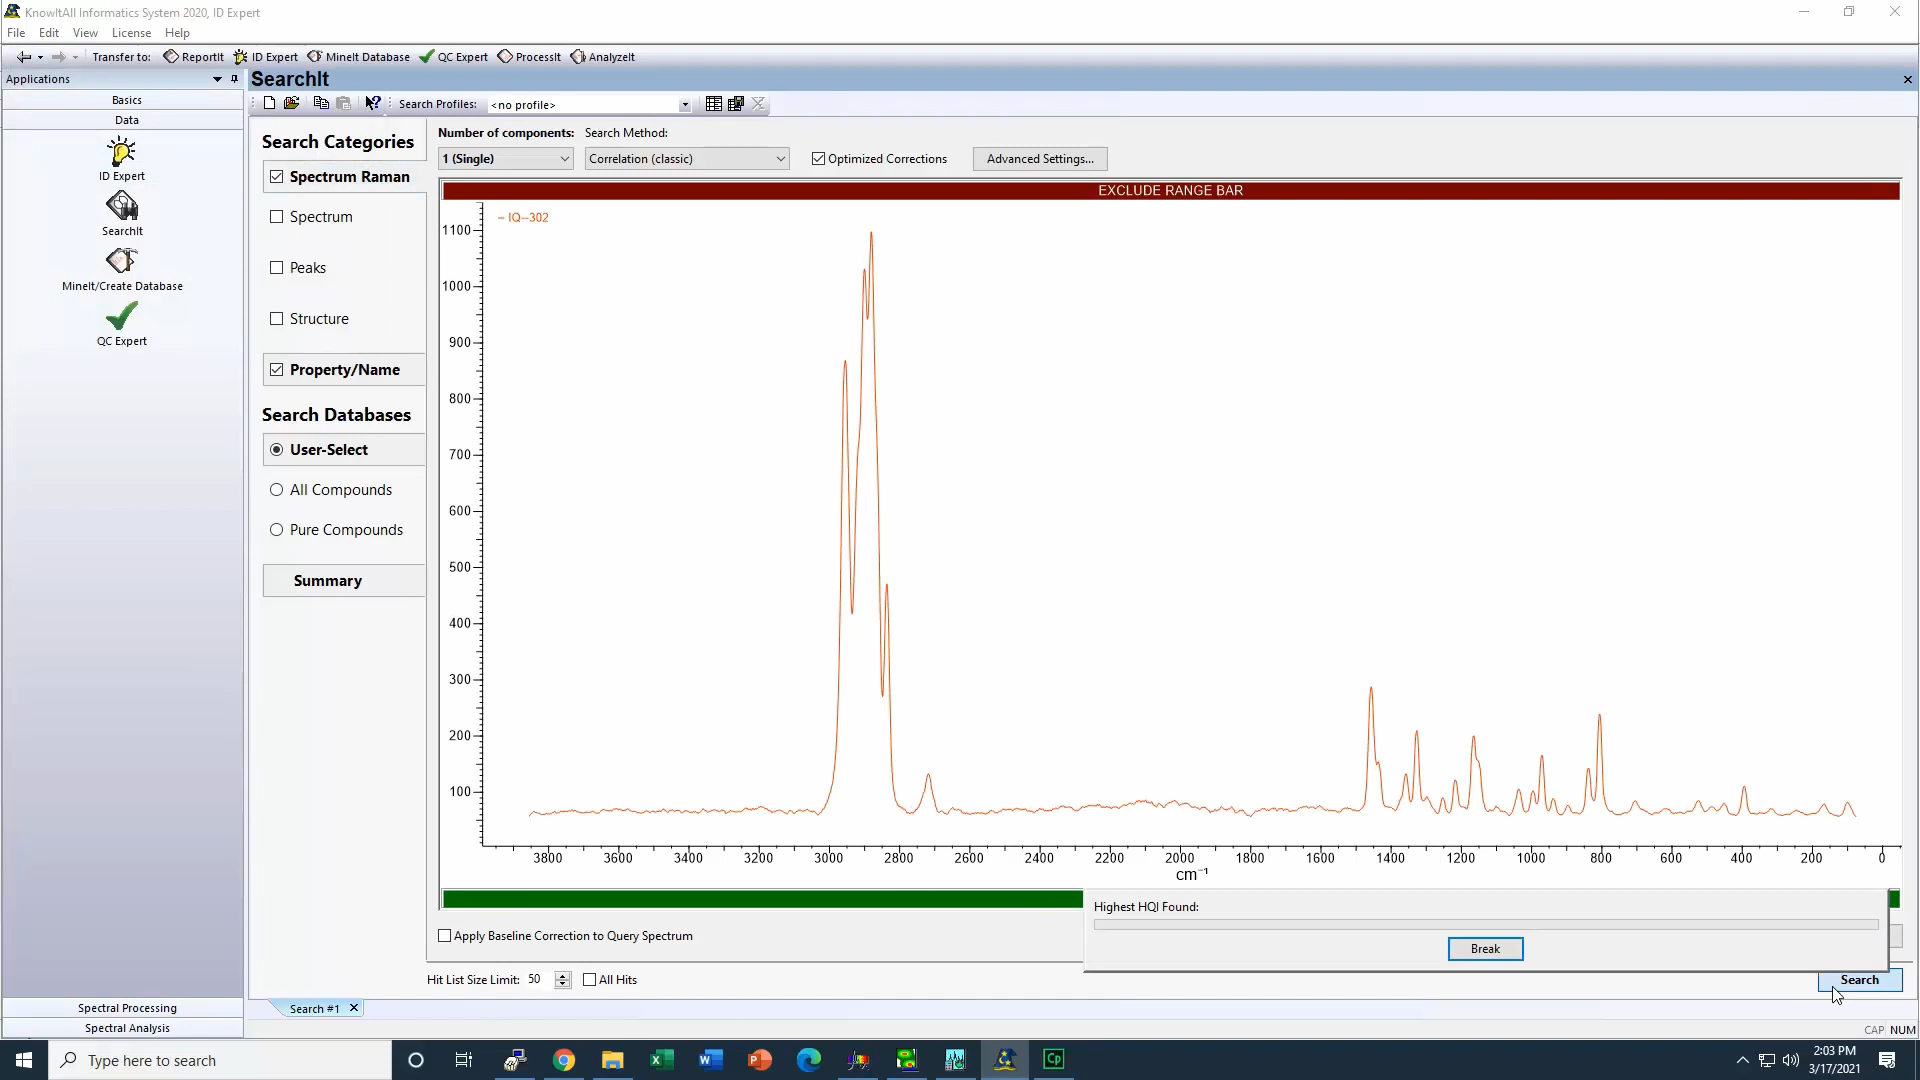 KnowItAll Informatics System 2020, ID Expert
File Edit View License Help
Transfer to: ReportIt ID Expert MineIt Database QC Expert ProcessIt AnalyzeIt
Applications
SearchIt
Basics
Data
ID Expert
SearchIt
MineIt/Create Database
QC Expert
Spectral Processing
Spectral Analysis
Search Profiles: <no profile>
Search Categories
Spectrum Raman
Spectrum
Peaks
Structure
Property/Name
Search Databases
User-Select
All Compounds
Pure Compounds
Summary
Number of components: Search Method:
1 (Single) Correlation (classic) Optimized Corrections Advanced Settings...
EXCLUDE RANGE BAR
– IQ--302
1100
1000
900
800
700
600
500
400
300
200
100
3800 3600 3400 3200 3000 2800 2600 2400 2200 2000 1800 1600 1400 1200 1000 800 600 400 200 0
cm⁻¹
Highest HQI Found:
Break
Apply Baseline Correction to Query Spectrum
Hit List Size Limit: 50 All Hits
Search
Search #1
CAP NUM
Type here to search
Cp
2:03 PM
3/17/2021